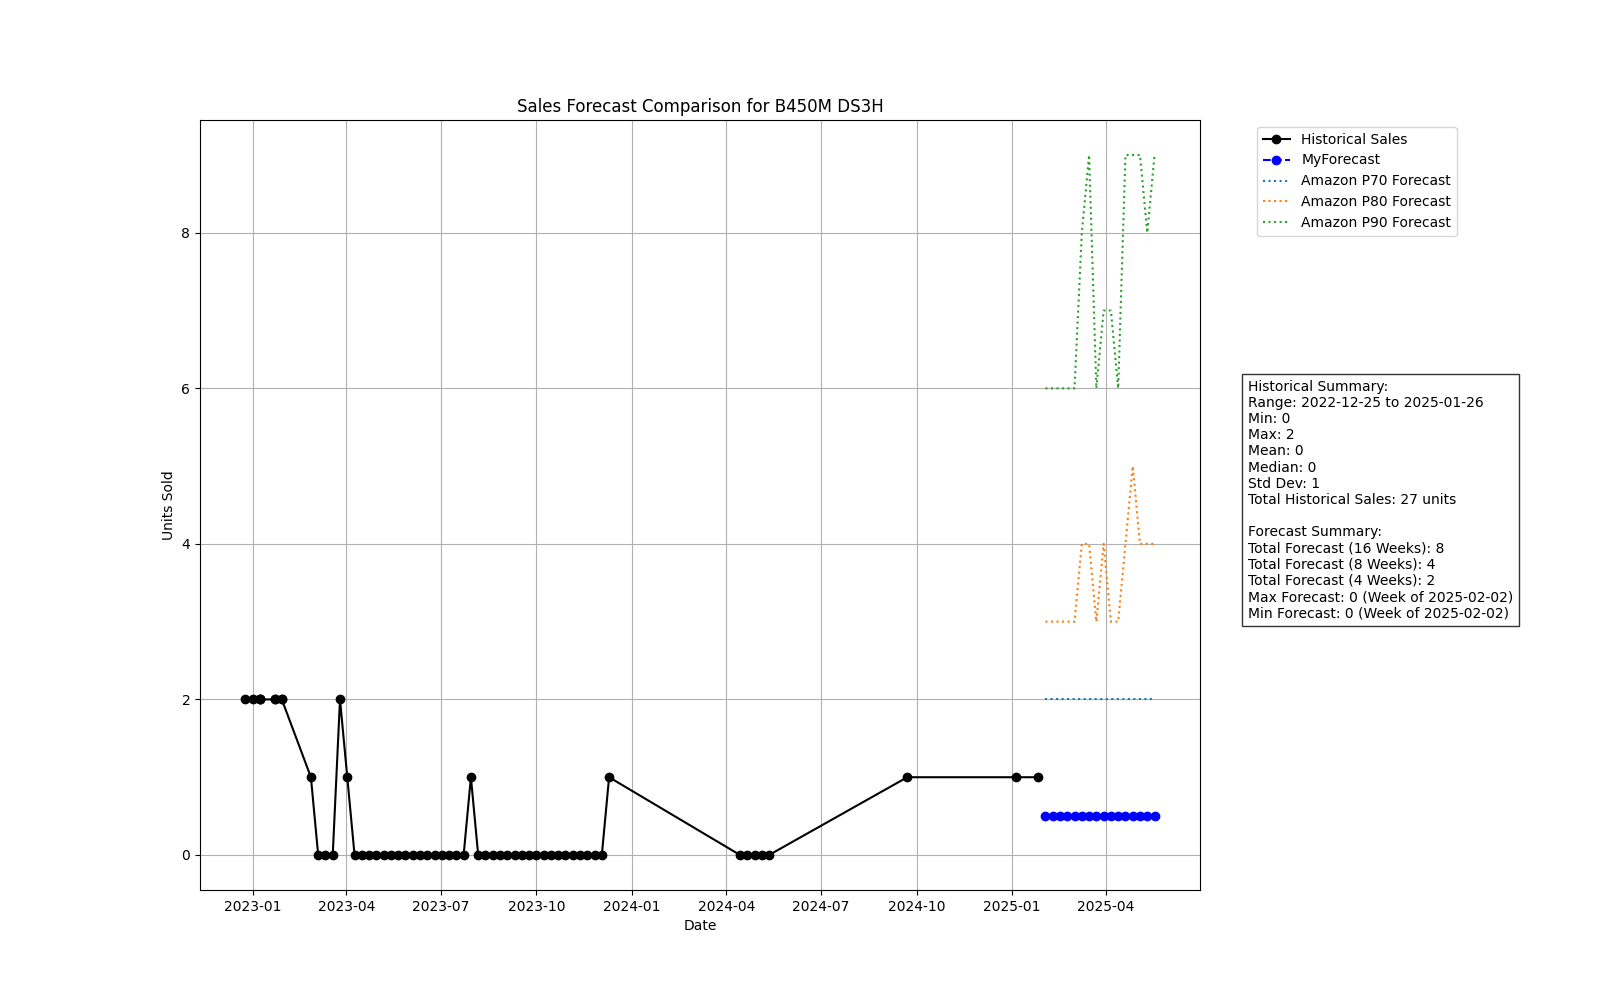 Sales Forecast Comparison for B450M DS3H
Historical Sales
MyForecast
Amazon P70 Forecast
Amazon P80 Forecast
Amazon P90 Forecast
8
6
4
2
0
Units Sold
2023-01
2023-04
2023-07
2023-10
2024-01
2024-04
2024-07
2024-10
2025-01
2025-04
Date
Historical Summary:
Range: 2022-12-25 to 2025-01-26
Min: 0
Max: 2
Mean: 0
Median: 0
Std Dev: 1
Total Historical Sales: 27 units
Forecast Summary:
Total Forecast (16 Weeks): 8
Total Forecast (8 Weeks): 4
Total Forecast (4 Weeks): 2
Max Forecast: 0 (Week of 2025-02-02)
Min Forecast: 0 (Week of 2025-02-02)